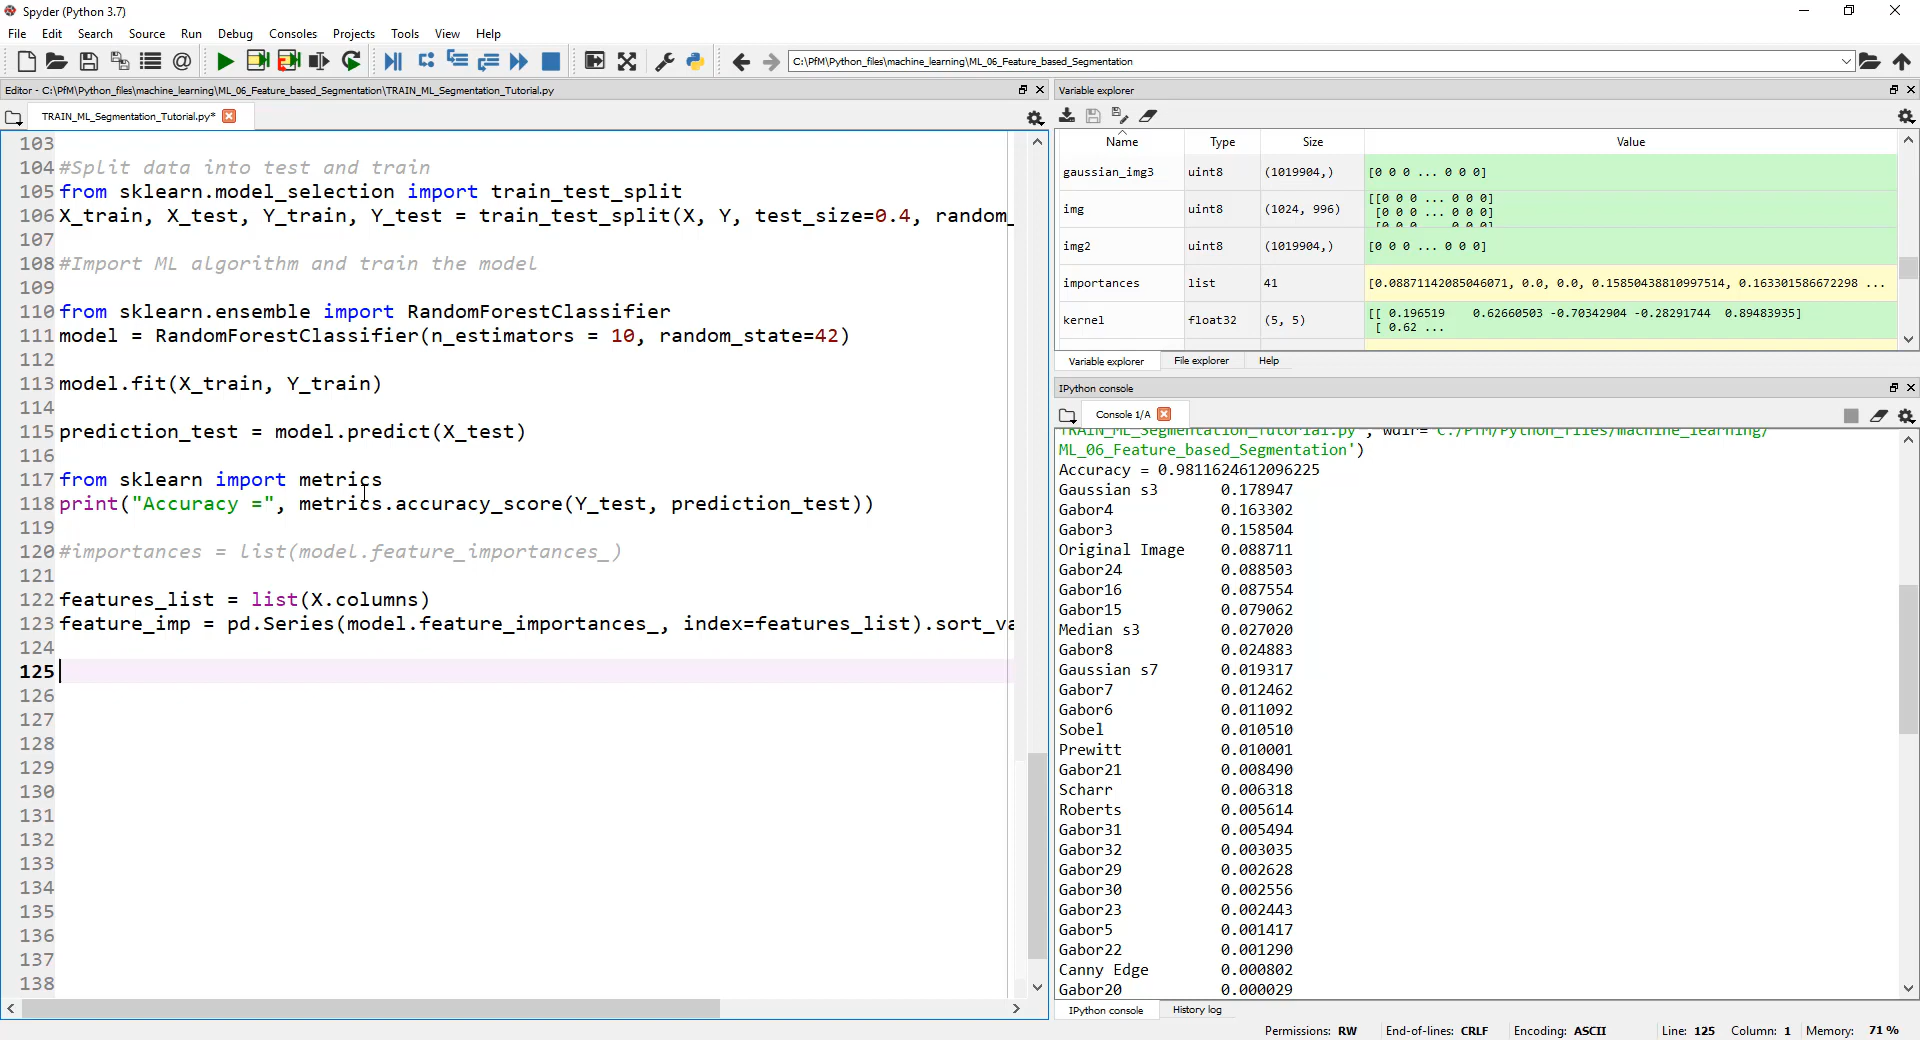 Spyder (Python 3.7)
File Edit Search Source Run Debug Consoles Projects Tools View Help
C:\PfM\Python_files\machine_learning\ML_06_Feature_based_Segmentation
Editor - C:\PfM\Python_files\machine_learning\ML_06_Feature_based_Segmentation\TRAIN_ML_Segmentation_Tutorial.py
TRAIN_ML_Segmentation_Tutorial.py*
103
104 #Split data into test and train
105 from sklearn.model_selection import train_test_split
106 X_train, X_test, Y_train, Y_test = train_test_split(X, Y, test_size=0.4, random_
107
108 #Import ML algorithm and train the model
109
110 from sklearn.ensemble import RandomForestClassifier
111 model = RandomForestClassifier(n_estimators = 10, random_state=42)
112
113 model.fit(X_train, Y_train)
114
115 prediction_test = model.predict(X_test)
116
117 from sklearn import metrics
118 print("Accuracy =", metrics.accuracy_score(Y_test, prediction_test))
119
120 #importances = list(model.feature_importances_)
121
122 features_list = list(X.columns)
123 feature_imp = pd.Series(model.feature_importances_, index=features_list).sort_va
124
125
126
127
128
129
130
131
132
133
134
135
136
137
138
Variable explorer
Name Type Size Value
gaussian_img3 uint8 (1019904,) [0 0 0 ... 0 0 0]
img uint8 (1024, 996) [[0 0 0 ... 0 0 0]
[0 0 0 ... 0 0 0]
[0 0 0 ... 0 0 0]
img2 uint8 (1019904,) [0 0 0 ... 0 0 0]
importances list 41 [0.08871142085046071, 0.0, 0.0, 0.15850438810997514, 0.163301586672298 ...
kernel float32 (5, 5) [[ 0.196519 0.62660503 -0.70342904 -0.28291744 0.89483935]
[ 0.62 ...
Variable explorer File explorer Help
IPython console
Console 1/A
TRAIN_ML_Segmentation_Tutorial.py', wdir='C:/PfM/Python_files/machine_learning/
ML_06_Feature_based_Segmentation')
Accuracy = 0.9811624612096225
Gaussian s3 0.178947
Gabor4 0.163302
Gabor3 0.158504
Original Image 0.088711
Gabor24 0.088503
Gabor16 0.087554
Gabor15 0.079062
Median s3 0.027020
Gabor8 0.024883
Gaussian s7 0.019317
Gabor7 0.012462
Gabor6 0.011092
Sobel 0.010510
Prewitt 0.010001
Gabor21 0.008490
Scharr 0.006318
Roberts 0.005614
Gabor31 0.005494
Gabor32 0.003035
Gabor29 0.002628
Gabor30 0.002556
Gabor23 0.002443
Gabor5 0.001417
Gabor22 0.001290
Canny Edge 0.000802
Gabor20 0.000029
IPython console History log
Permissions: RW End-of-lines: CRLF Encoding: ASCII Line: 125 Column: 1 Memory: 71 %